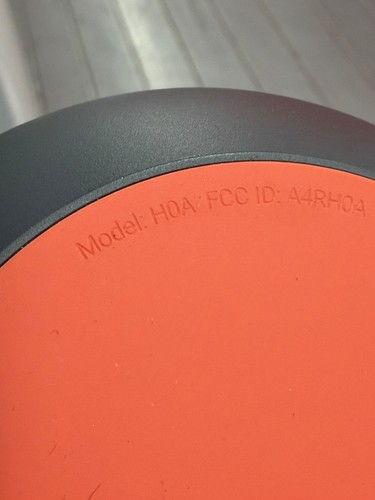 Model: H0A FCC ID: A4RH0A